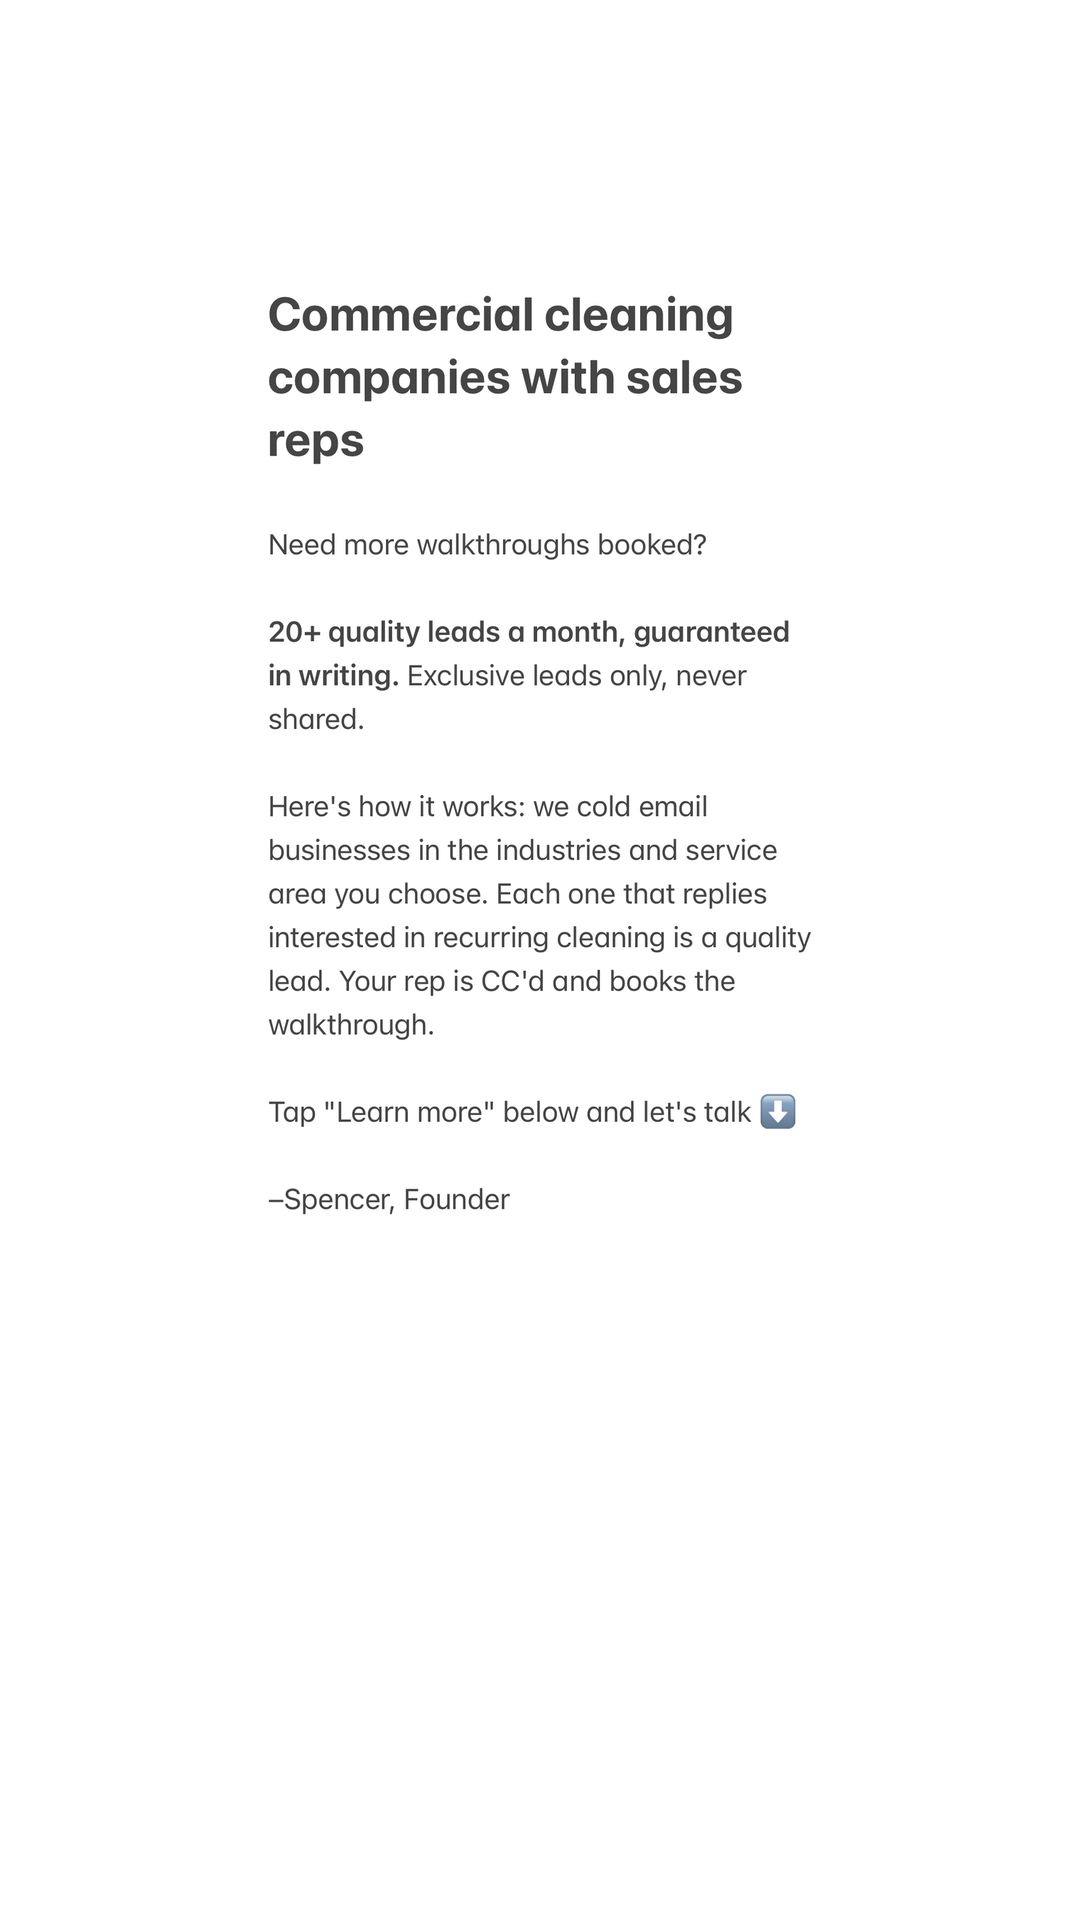 Commercial cleaning
companies with sales
reps
Need more walkthroughs booked?
20+ quality leads a month, guaranteed
in writing. Exclusive leads only, never
shared.
Here's how it works: we cold email
businesses in the industries and service
area you choose. Each one that replies
interested in recurring cleaning is a quality
lead. Your rep is CC'd and books the
walkthrough.
Tap "Learn more" below and let's talk ⬇️
–Spencer, Founder